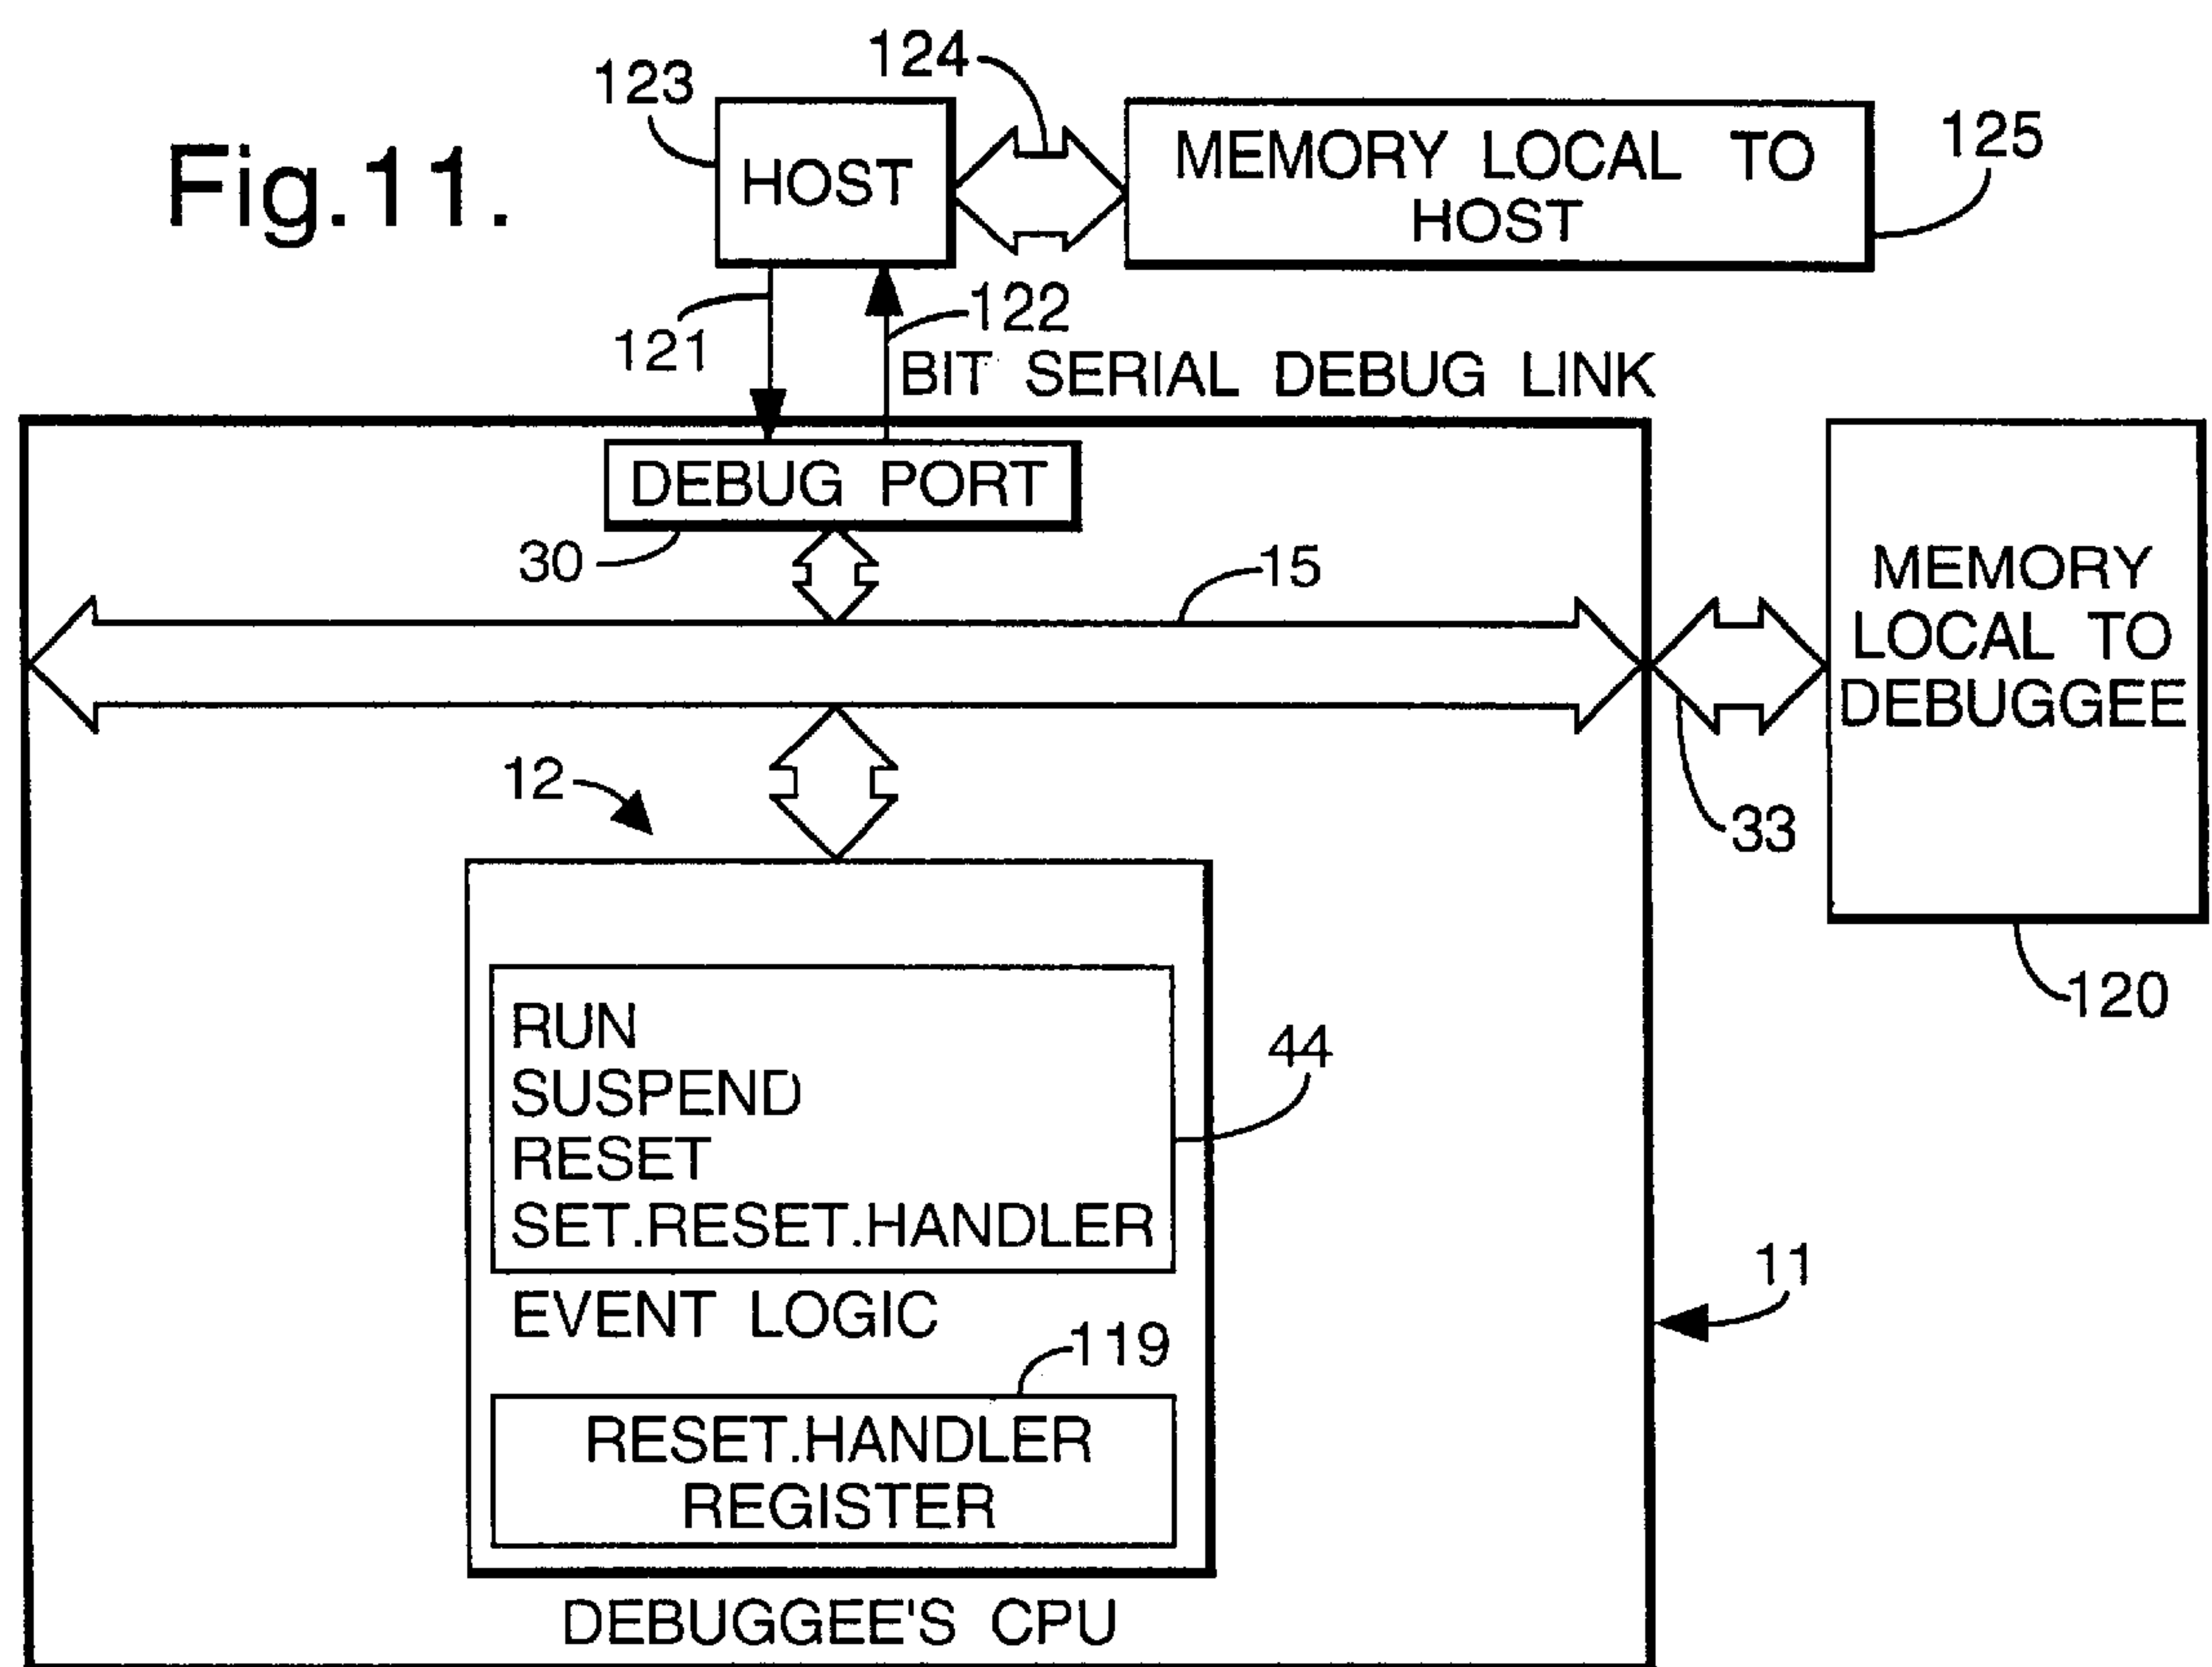 Fig.11.
124
123
HOST
MEMORY LOCAL TO
HOST
125
121
122
BIT SERIAL DEBUG LINK
DEBUG PORT
30
15
MEMORY
LOCAL TO
DEBUGGEE
12
33
120
RUN
SUSPEND
RESET
SET.RESET.HANDLER
44
EVENT LOGIC
11
119
RESET.HANDLER
REGISTER
DEBUGGEE'S CPU